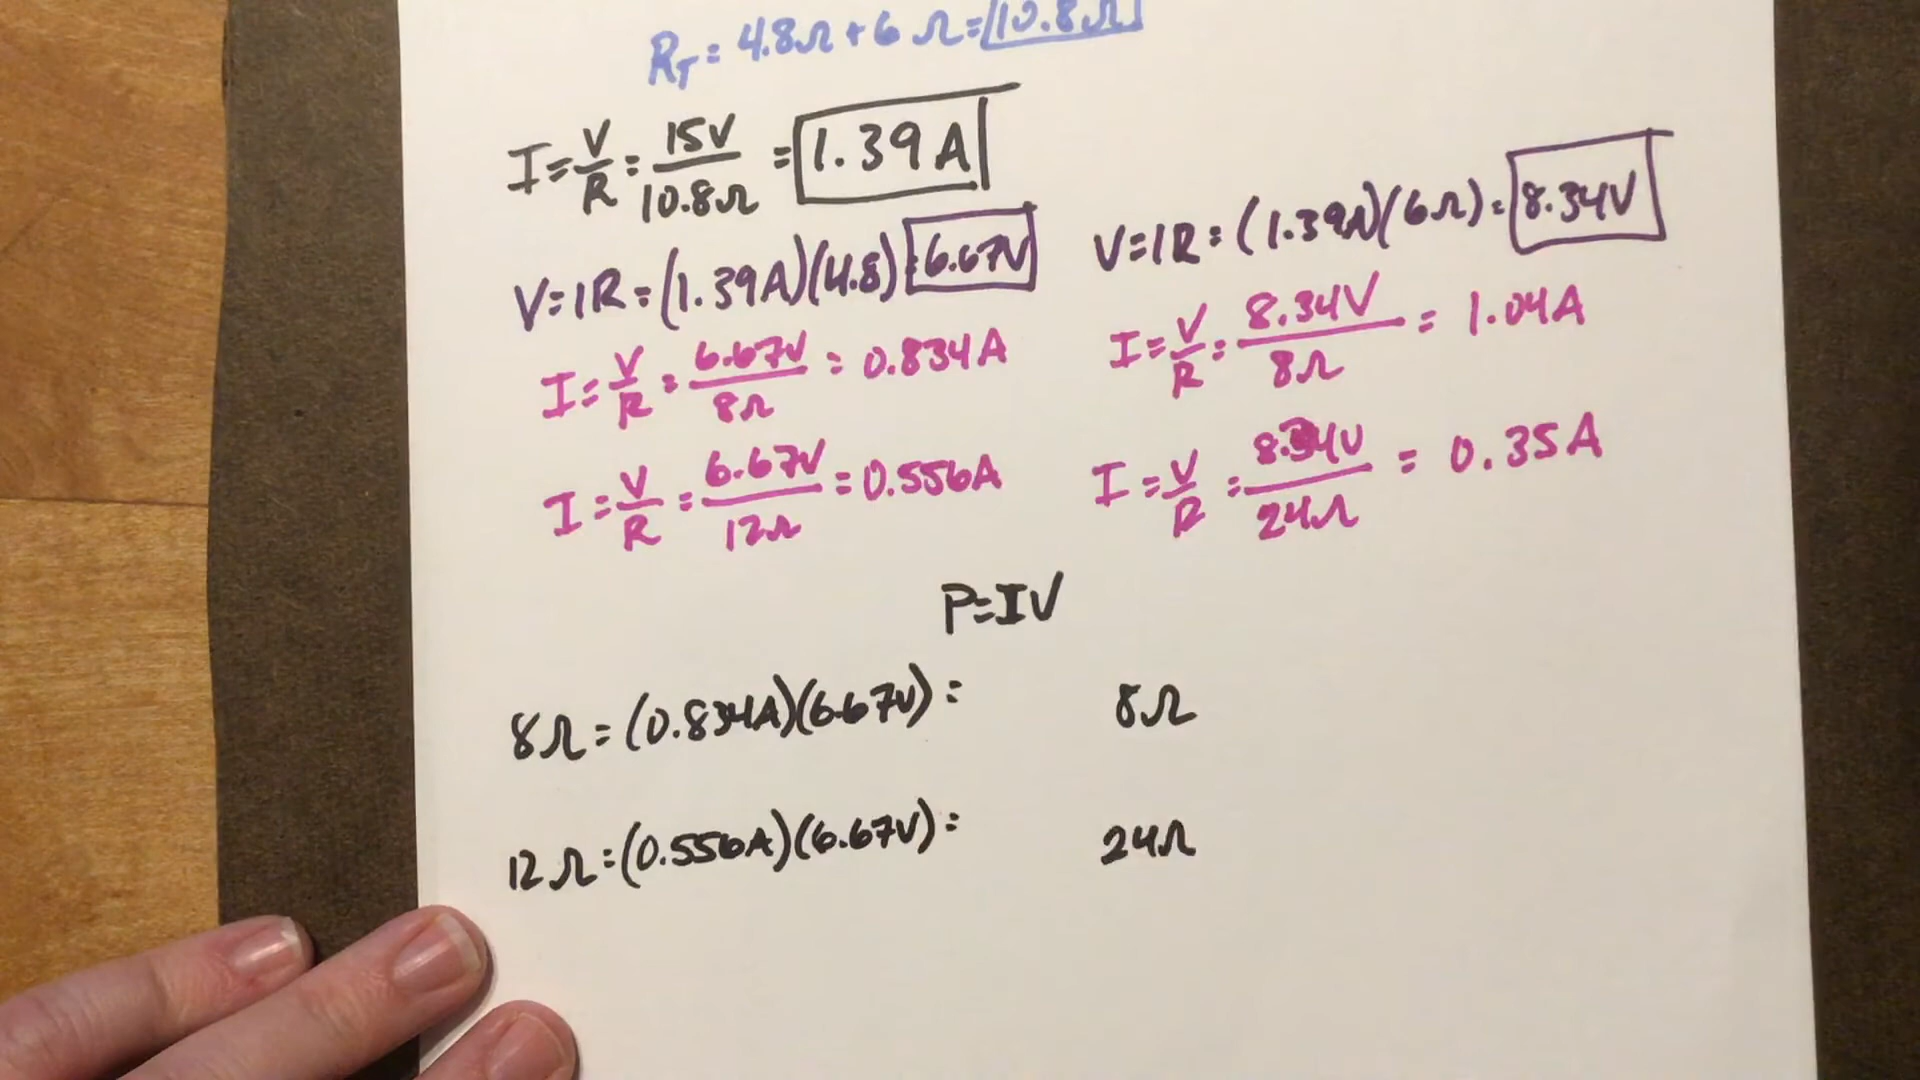 R_T = 4.8Ω + 6 Ω = 10.8Ω
I = V/R = 15V/10.8Ω = 1.39A
V = IR = (1.39A)(4.8) = 6.67V
I = V/R = 6.67V/8Ω = 0.834A
I = V/R = 6.67V/12Ω = 0.556A
V = IR = (1.39A)(6Ω) = 8.34V
I = V/R = 8.34V/8Ω = 1.04A
I = V/R = 8.34V/24Ω = 0.35A
P = IV
8Ω = (0.834A)(6.67V) =
12Ω = (0.556A)(6.67V) =
8Ω
24Ω